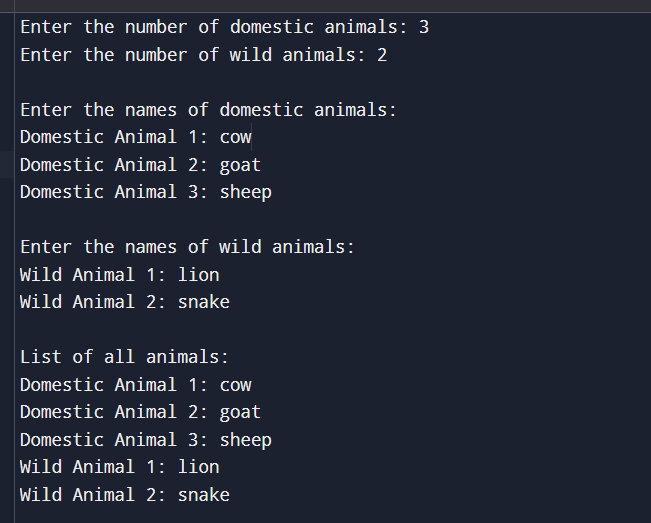 Enter the number of domestic animals: 3
Enter the number of wild animals: 2
Enter the names of domestic animals:
Domestic Animal 1: cow
Domestic Animal 2: goat
Domestic Animal 3: sheep
Enter the names of wild animals:
Wild Animal 1: lion
Wild Animal 2: snake
List of all animals:
Domestic Animal 1: cow
Domestic Animal 2: goat
Domestic Animal 3: sheep
Wild Animal 1: lion
Wild Animal 2: snake